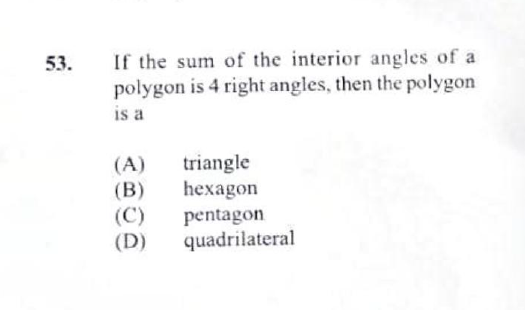 53. If the sum of the interior angles of a
polygon is 4 right angles, then the polygon
is a
(A) triangle
(B) hexagon
(C) pentagon
(D) quadrilateral